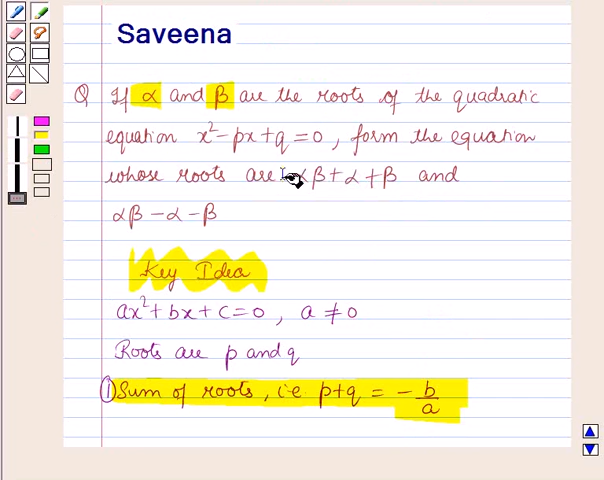 Saveena
Q If α and β are the roots of the quadratic
equation x²-px+q=0, form the equation
whose roots are αβ+α+β and
αβ-α-β
Key Idea
ax²+bx+c=0, a≠0
Roots are p and q
① Sum of roots, i.e p+q = -b/a